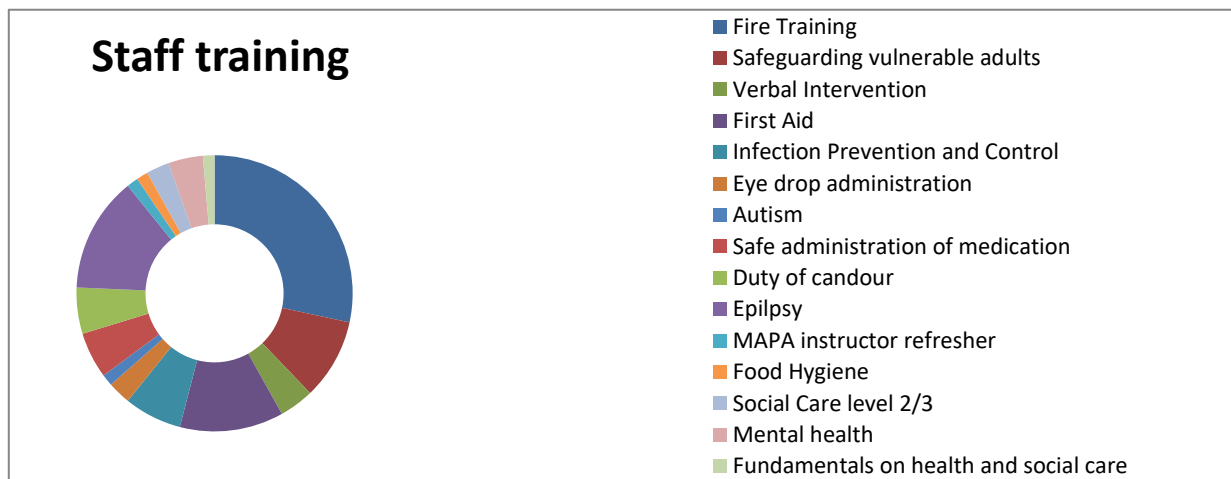 Staff training
Fire Training
Safeguarding vulnerable adults
Verbal Intervention
First Aid
Infection Prevention and Control
Eye drop administration
Autism
Safe administration of medication
Duty of candour
Epilpsy
MAPA instructor refresher
Food Hygiene
Social Care level 2/3
Mental health
Fundamentals on health and social care